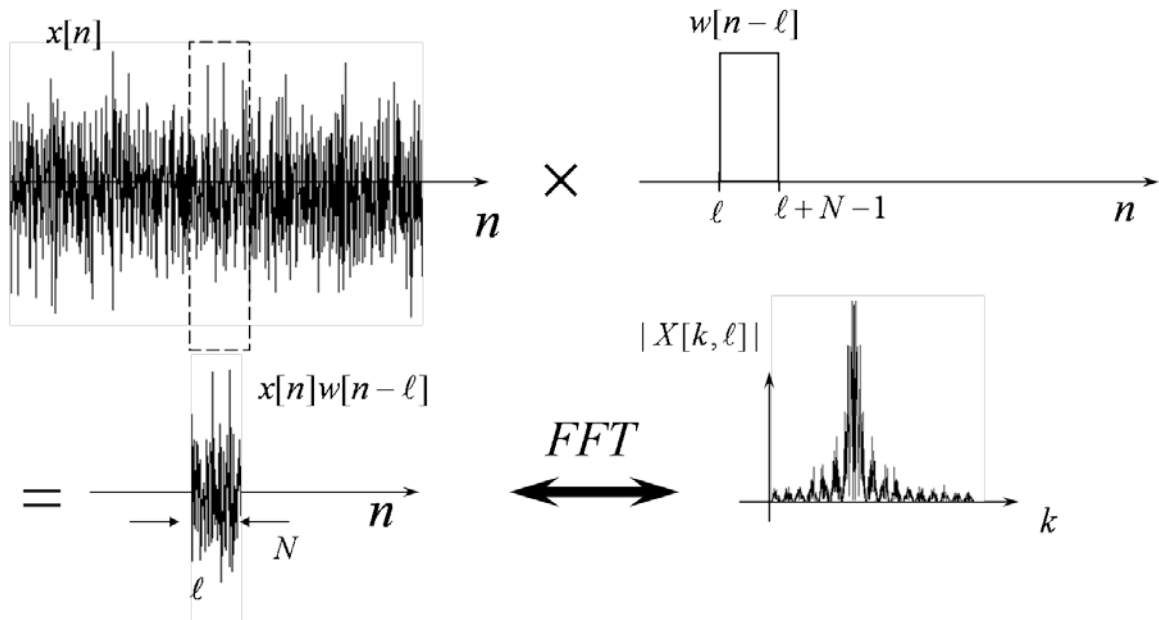 x[n]
w[n−ℓ]
n
×
ℓ
ℓ+N−1
n
|X[k,ℓ]|
x[n]w[n−ℓ]
FFT
=
n
N
ℓ
k